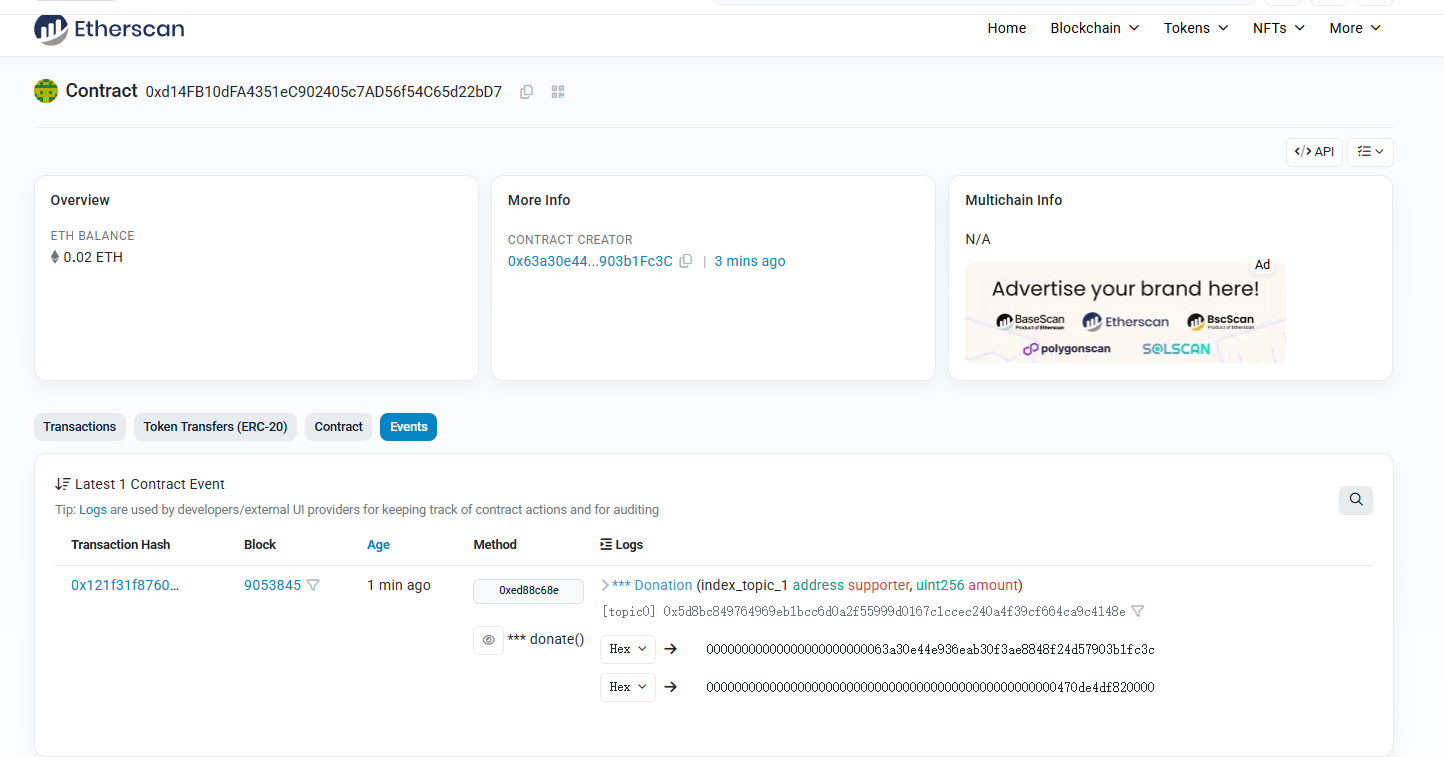 Etherscan
Home Blockchain Tokens NFTs More
Contract 0xd14FB10dFA4351eC902405c7AD56f54C65d22bD7
</> API
Overview
ETH BALANCE
0.02 ETH
More Info
CONTRACT CREATOR
0x63a30e44...903b1Fc3C | 3 mins ago
Multichain Info
N/A
Ad
Advertise your brand here!
BaseScan Etherscan BscScan
Product of Etherscan Product of Etherscan
polygonscan SOLSCAN
Transactions Token Transfers (ERC-20) Contract Events
Latest 1 Contract Event
Tip: Logs are used by developers/external UI providers for keeping track of contract actions and for auditing
Transaction Hash Block Age Method Logs
0x121f31f8760... 9053845 1 min ago 0xed88c68e *** Donation (index_topic_1 address supporter, uint256 amount)
[topic0] 0x5d8bc849764969eb1bcc6d0a2f55999d0167c1ccec240a4f39cf664ca9c4148e
*** donate()
Hex 00000000000000000000000063a30e44e936eab30f3ae8848f24d57903b1fc3c
Hex 00000000000000000000000000000000000000000000000000470de4df820000